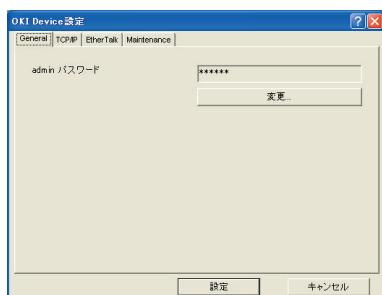 OKI Device設定
General TCP/IP EtherTalk Maintenance
admin パスワード ******
変更...
設定 キャンセル